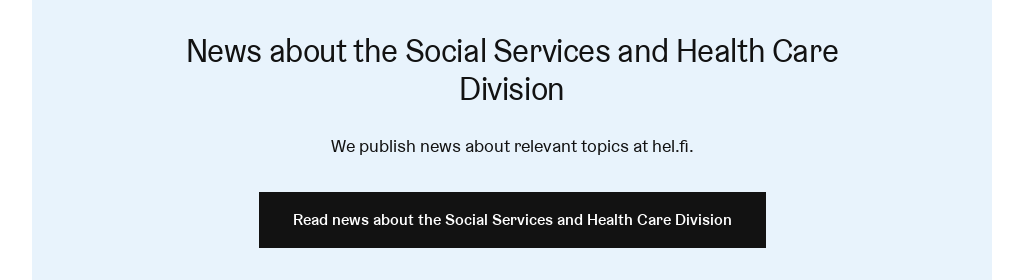 News about the Social Services and Health Care
Division
We publish news about relevant topics at hel.fi.
Read news about the Social Services and Health Care Division